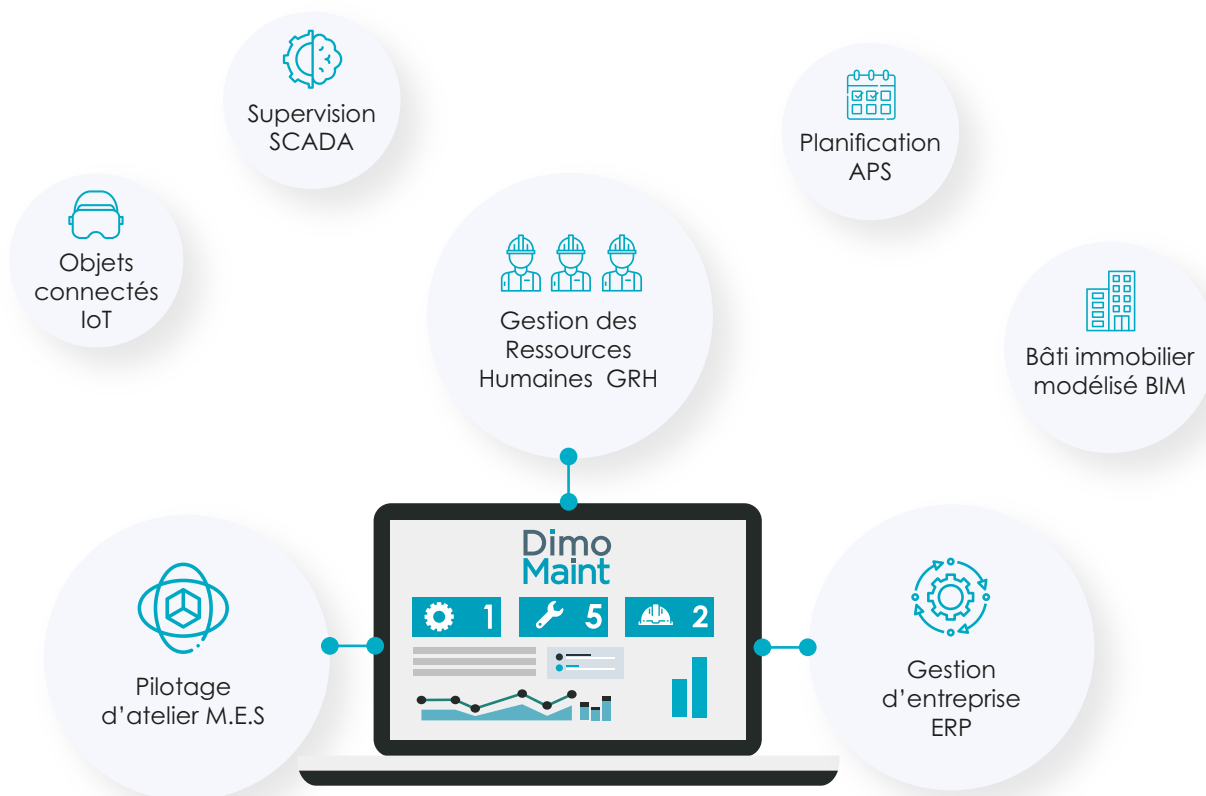 Supervision
SCADA
Planification
APS
Objets
connectés
IoT
Gestion des
Ressources
Humaines GRH
Bâti immobilier
modélisé BIM
Dimo
Maint
1
5
2
Pilotage
d’atelier M.E.S
Gestion
d’entreprise
ERP